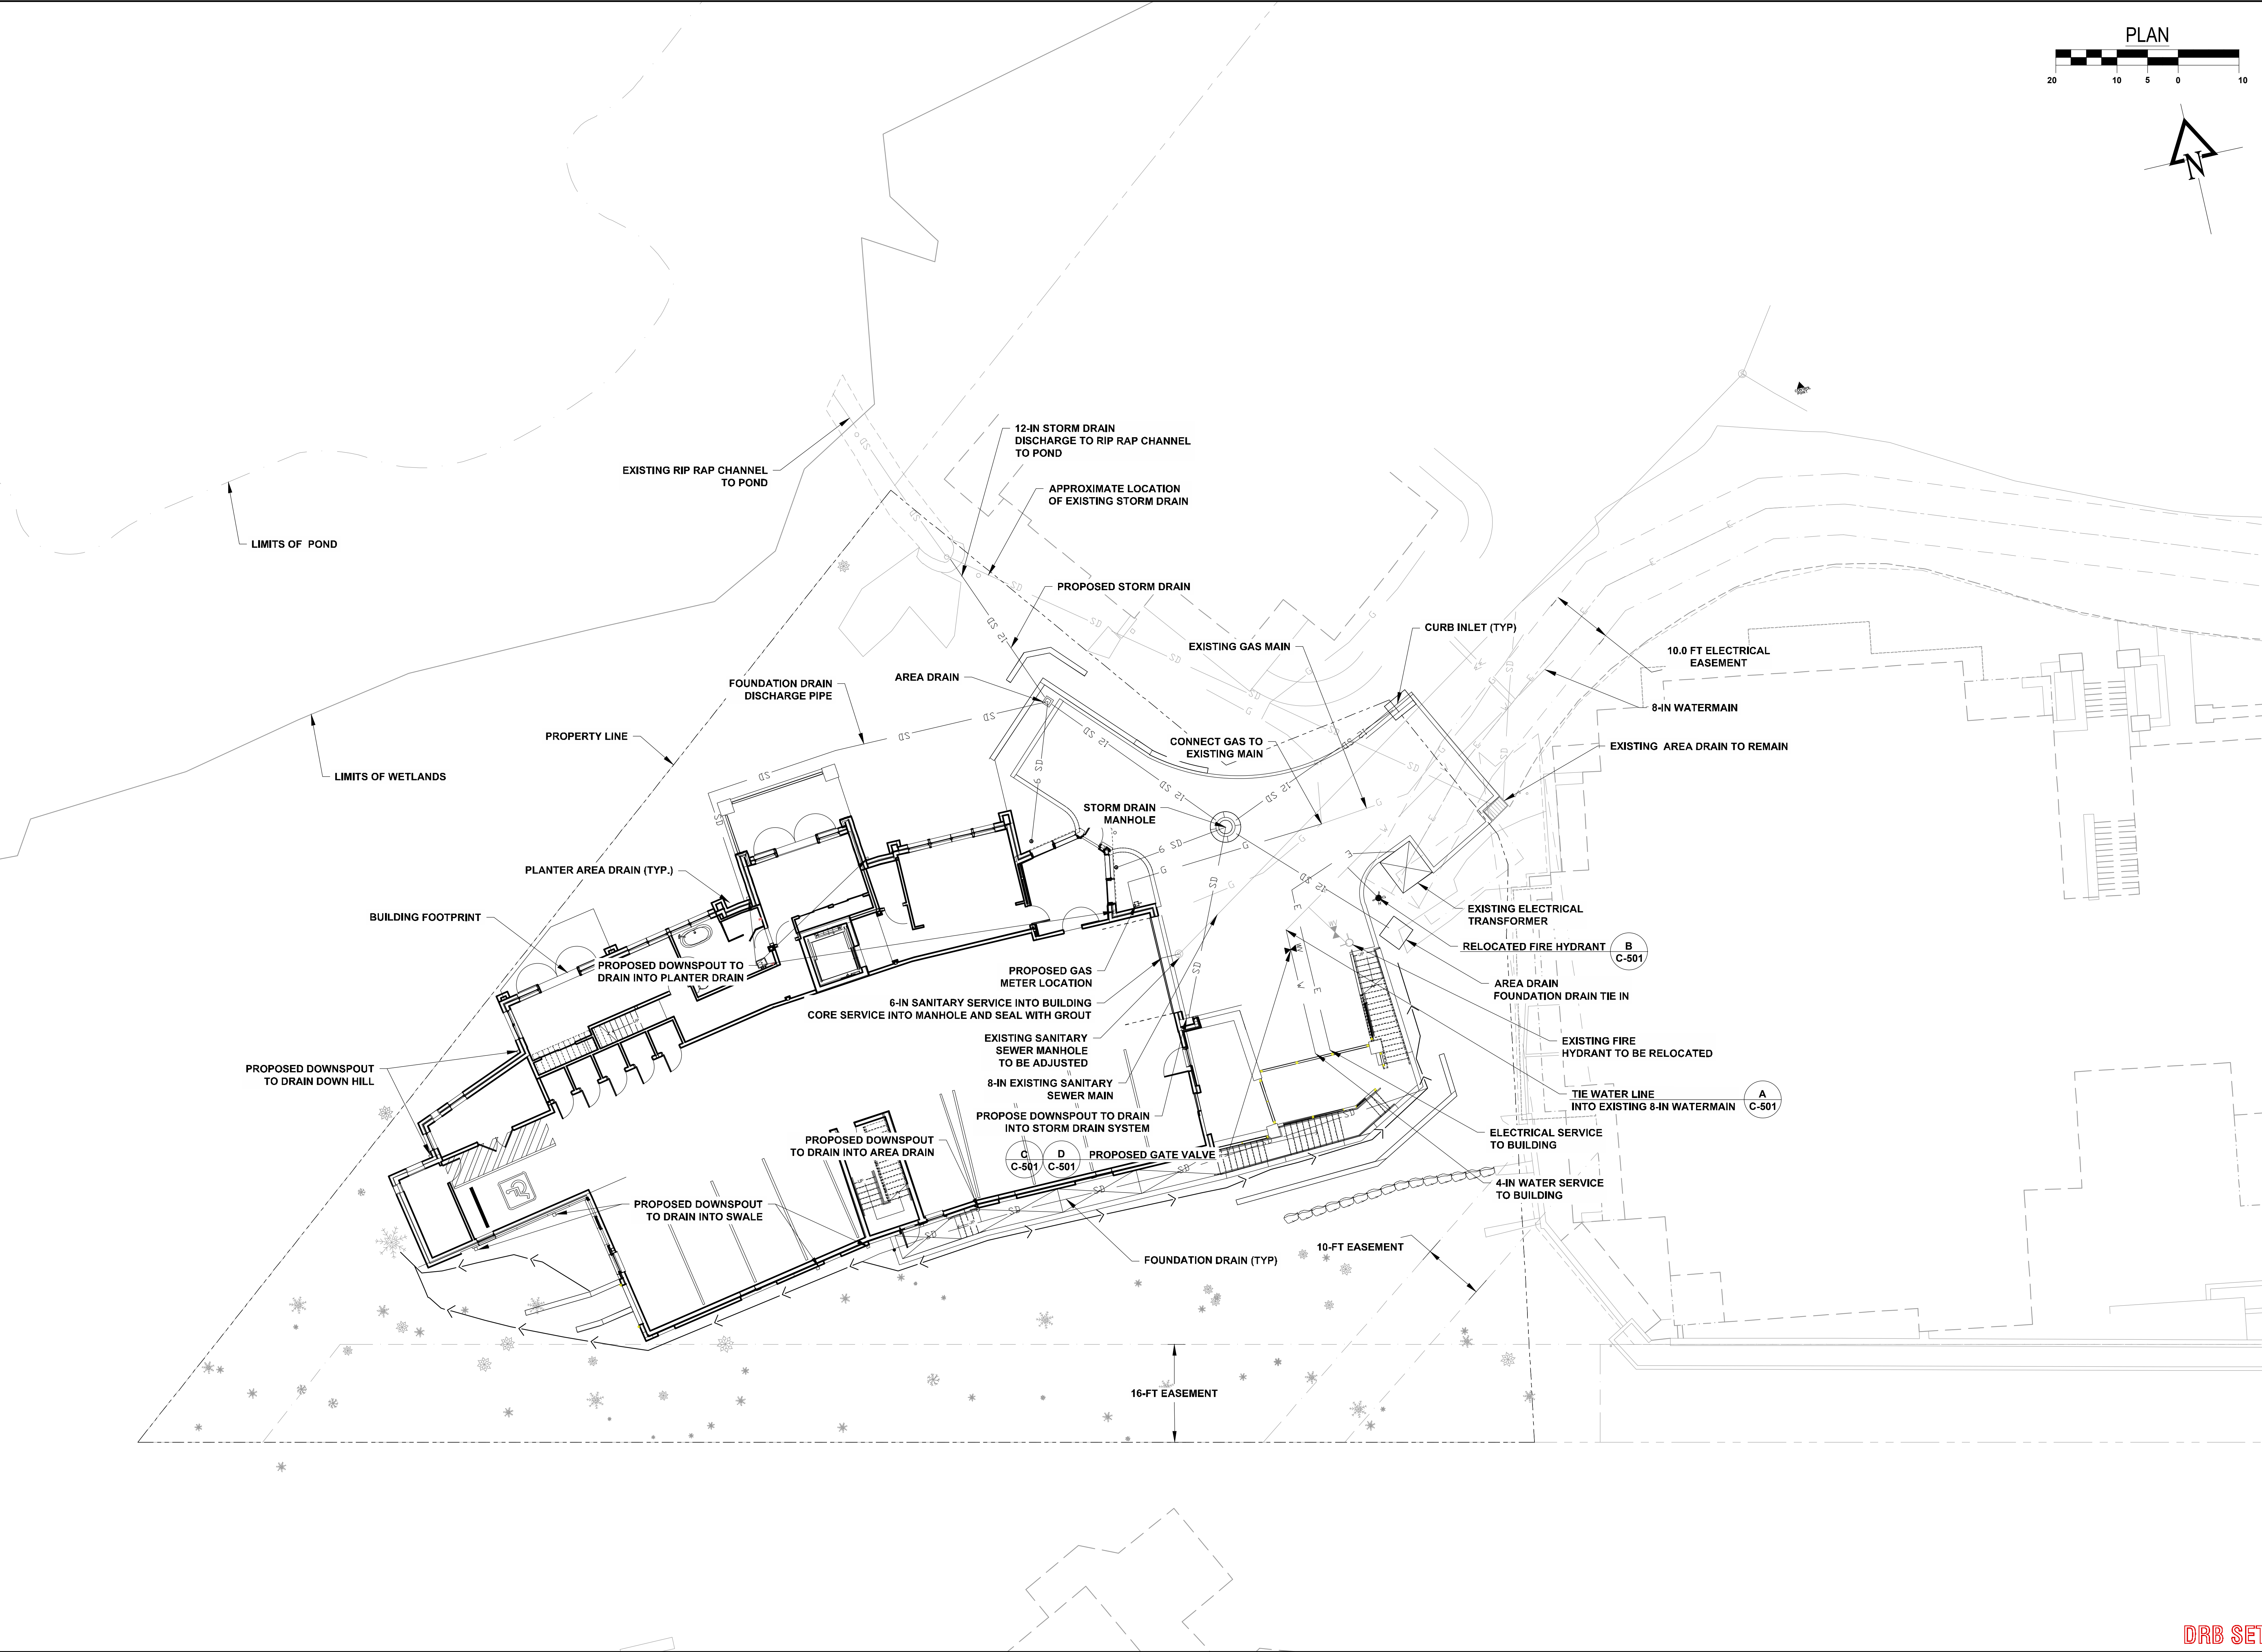 PLAN
20 10 5 0 10
N
12-IN STORM DRAIN
DISCHARGE TO RIP RAP CHANNEL
TO POND
EXISTING RIP RAP CHANNEL
TO POND
APPROXIMATE LOCATION
OF EXISTING STORM DRAIN
LIMITS OF POND
PROPOSED STORM DRAIN
CURB INLET (TYP)
EXISTING GAS MAIN
10.0 FT ELECTRICAL
EASEMENT
AREA DRAIN
FOUNDATION DRAIN
DISCHARGE PIPE
8-IN WATERMAIN
PROPERTY LINE
CONNECT GAS TO
EXISTING MAIN
EXISTING AREA DRAIN TO REMAIN
LIMITS OF WETLANDS
STORM DRAIN
MANHOLE
PLANTER AREA DRAIN (TYP.)
BUILDING FOOTPRINT
EXISTING ELECTRICAL
TRANSFORMER
RELOCATED FIRE HYDRANT
B
C-501
PROPOSED DOWNSPOUT TO
DRAIN INTO PLANTER DRAIN
PROPOSED GAS
METER LOCATION
AREA DRAIN
FOUNDATION DRAIN TIE IN
6-IN SANITARY SERVICE INTO BUILDING
CORE SERVICE INTO MANHOLE AND SEAL WITH GROUT
EXISTING SANITARY
SEWER MANHOLE
TO BE ADJUSTED
EXISTING FIRE
HYDRANT TO BE RELOCATED
PROPOSED DOWNSPOUT
TO DRAIN DOWN HILL
8-IN EXISTING SANITARY
SEWER MAIN
TIE WATER LINE
INTO EXISTING 8-IN WATERMAIN
A
C-501
PROPOSE DOWNSPOUT TO DRAIN
INTO STORM DRAIN SYSTEM
ELECTRICAL SERVICE
TO BUILDING
PROPOSED DOWNSPOUT
TO DRAIN INTO AREA DRAIN
C
C-501
D
C-501
PROPOSED GATE VALVE
4-IN WATER SERVICE
TO BUILDING
PROPOSED DOWNSPOUT
TO DRAIN INTO SWALE
10-FT EASEMENT
FOUNDATION DRAIN (TYP)
16-FT EASEMENT
DRB SET